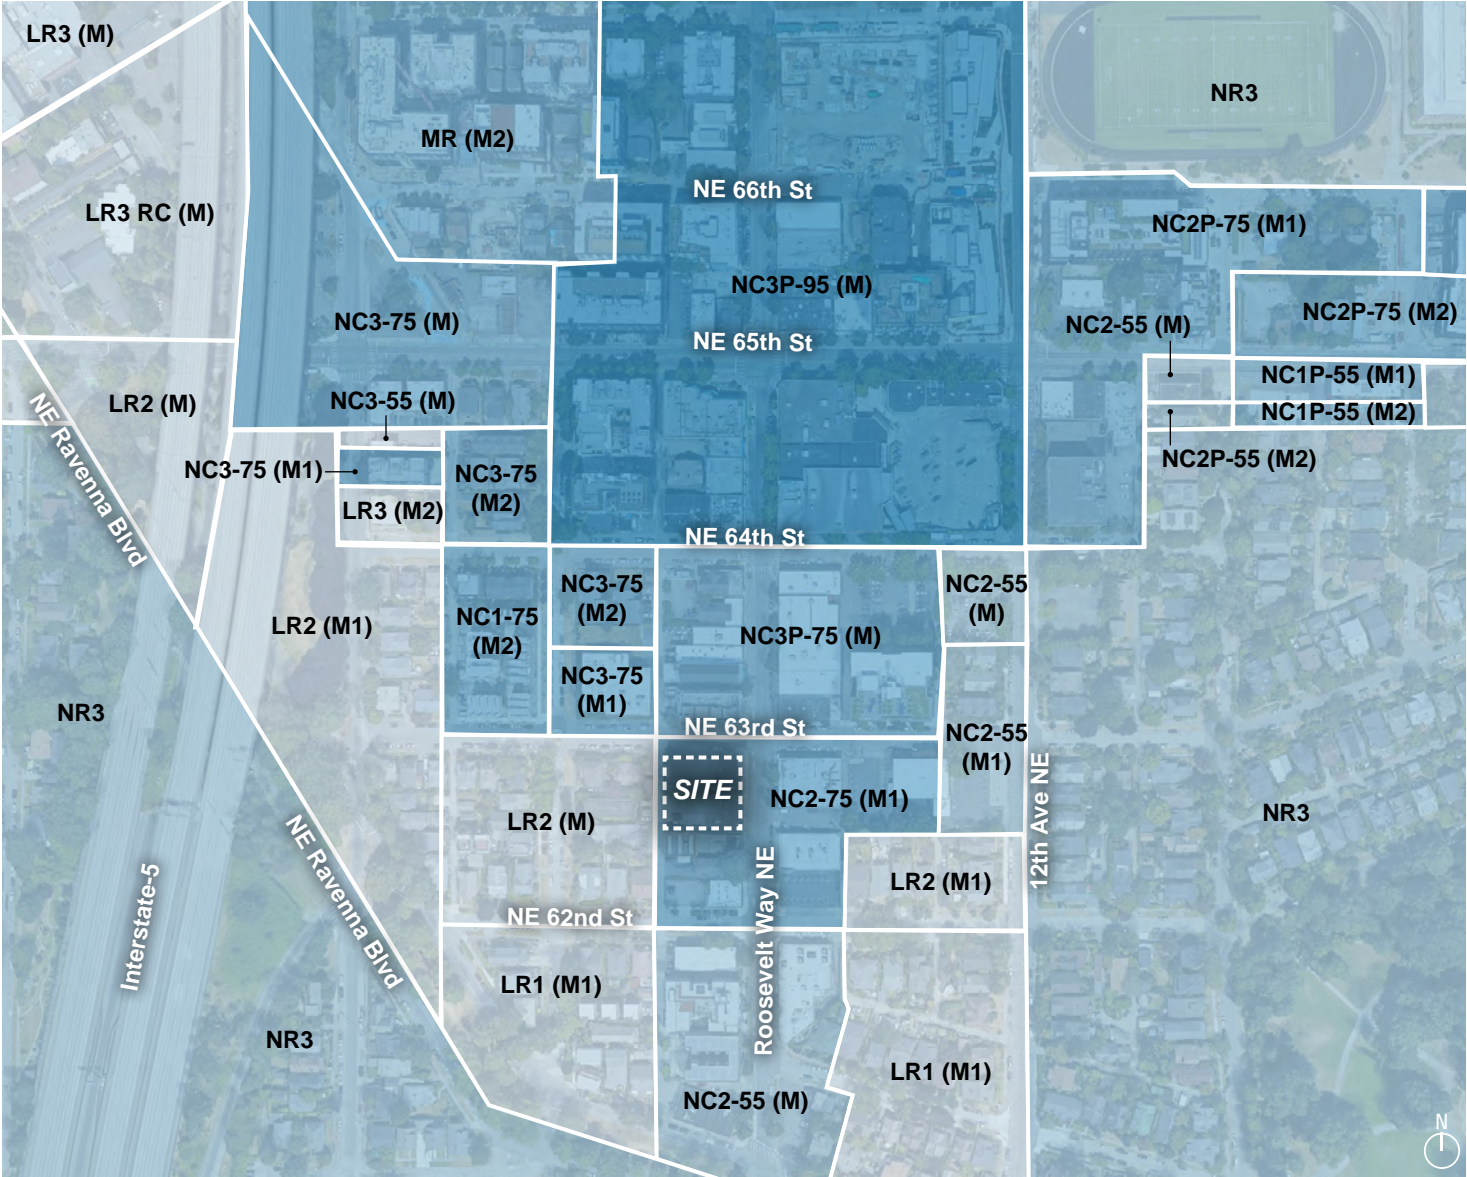 LR3 (M)
NR3
MR (M2)
NE 66th St
LR3 RC (M)
NC2P-75 (M1)
NC3P-95 (M)
NC2P-75 (M2)
NC3-75 (M)
NC2-55 (M)
NE 65th St
NC1P-55 (M1)
NC3-55 (M)
LR2 (M)
NC1P-55 (M2)
NE Ravenna Blvd
NC3-75 (M1)
NC3-75
(M2)
NC2P-55 (M2)
LR3 (M2)
NE 64th St
NC3-75
(M2)
NC2-55
(M)
NC1-75
(M2)
LR2 (M1)
NC3P-75 (M)
NC3-75
(M1)
NR3
NE 63rd St
NC2-55
(M1)
SITE
NC2-75 (M1)
12th Ave NE
NR3
LR2 (M)
NE Ravenna Blvd
LR2 (M1)
NE 62nd St
Interstate-5
Roosevelt Way NE
LR1 (M1)
NR3
LR1 (M1)
NC2-55 (M)
N